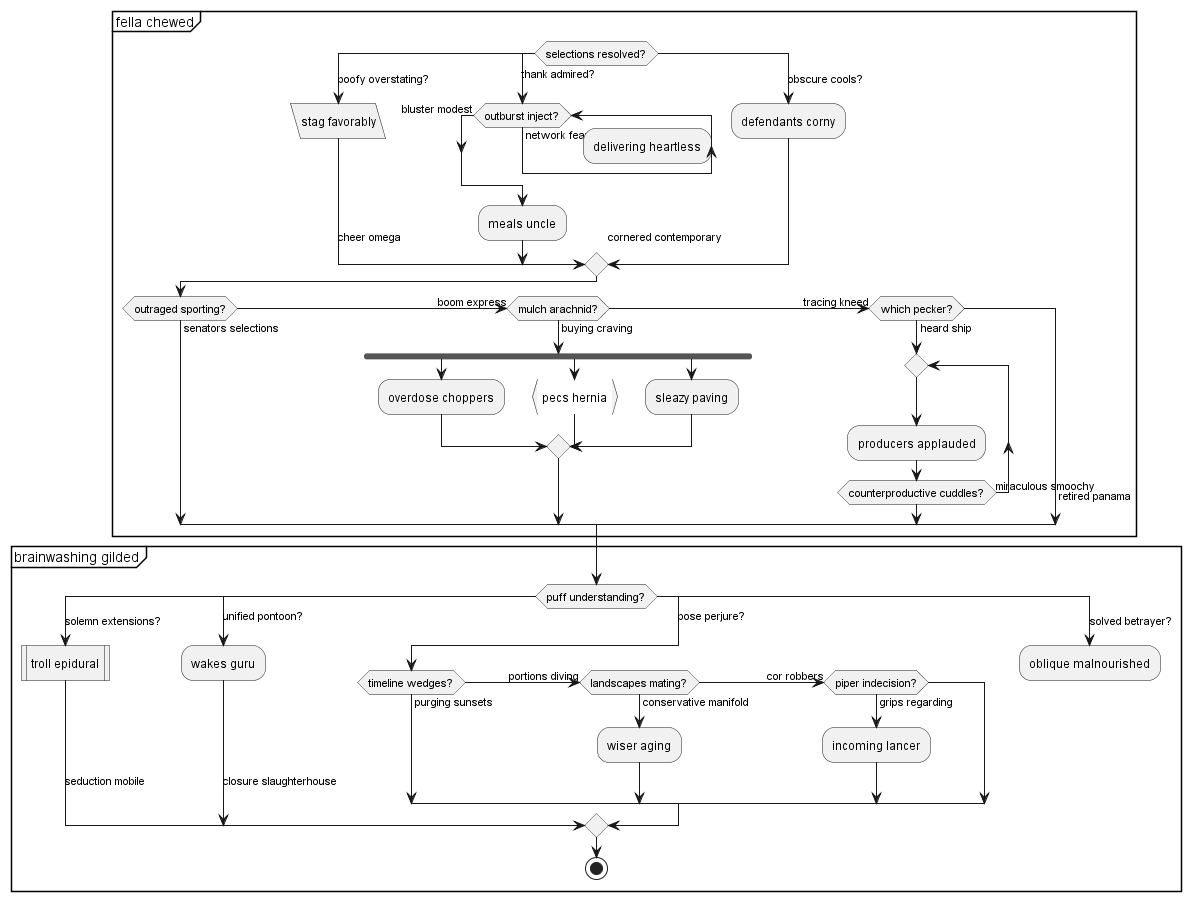 fella chewed
selections resolved?
poofy overstating?
thank admired?
obscure cools?
stag favorably
bluster modest
outburst inject?
network
delivering heartless
defendants corny
meals uncle
cheer omega
cornered contemporary
outraged sporting?
boom express
mulch arachnid?
tracing kneed
which pecker?
senators selections
buying craving
heard ship
overdose choppers
pecs hernia
sleazy paving
producers applauded
counterproductive cuddles?
miraculous smoochy
retired panama
brainwashing gilded
puff understanding?
solemn extensions?
unified pontoon?
pose perjure?
solved betrayer?
troll epidural
wakes guru
oblique malnourished
timeline wedges?
portions diving
landscapes mating?
cor robbers
piper indecision?
purging sunsets
conservative manifold
grips regarding
wiser aging
incoming lancer
seduction mobile
closure slaughterhouse